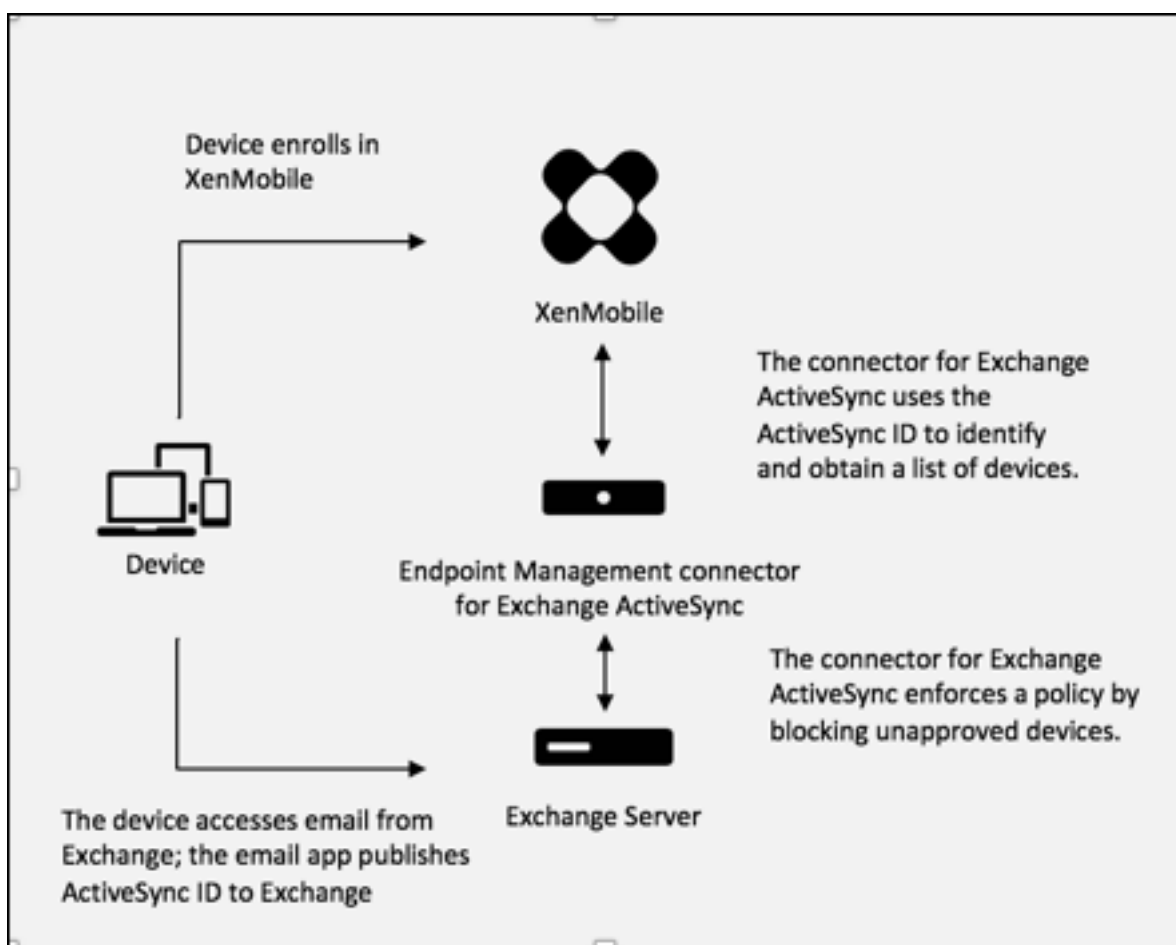 Device enrolls in
XenMobile
XenMobile
The connector for Exchange
ActiveSync uses the
ActiveSync ID to identify
and obtain a list of devices.
Device
Endpoint Management connector
for Exchange ActiveSync
The connector for Exchange
ActiveSync enforces a policy by
blocking unapproved devices.
Exchange Server
The device accesses email from
Exchange; the email app publishes
ActiveSync ID to Exchange